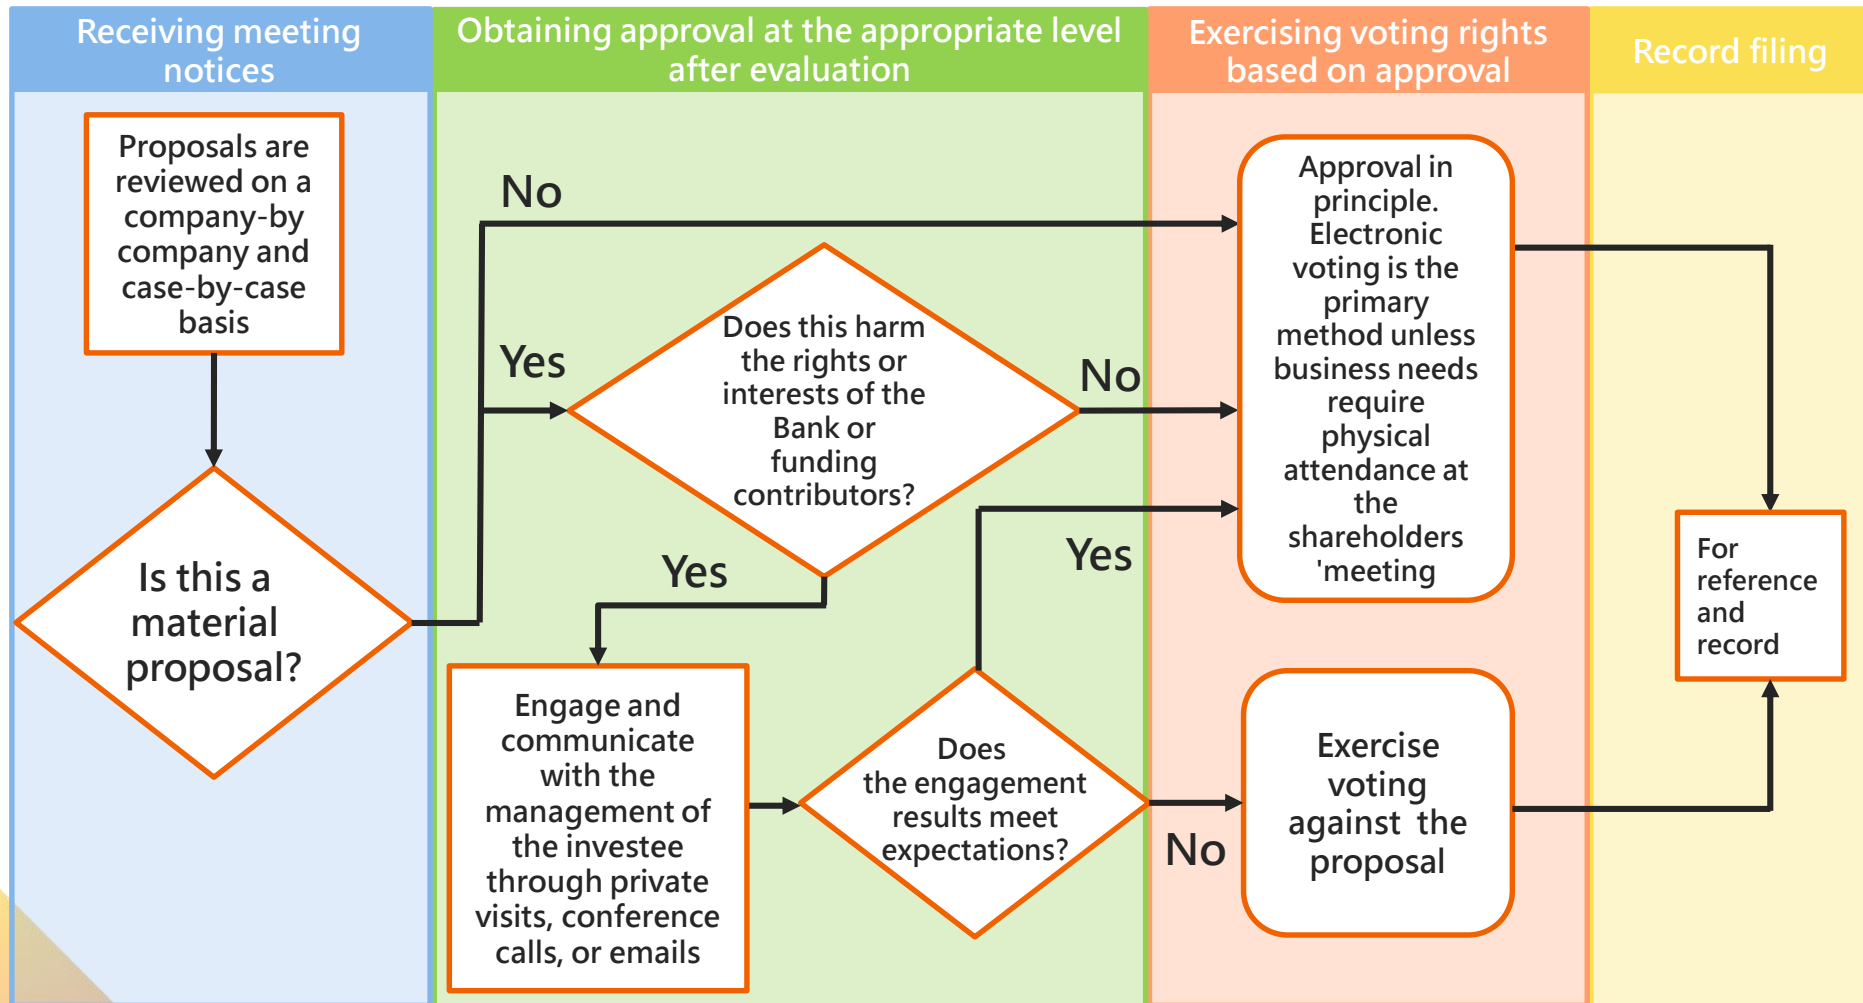 Receiving meeting
notices
Obtaining approval at the appropriate level
after evaluation
Exercising voting rights
based on approval
Record filing
Proposals are
reviewed on a
company-by
company and
case-by-case
basis
Is this a
material
proposal?
No
Yes
Does this harm
the rights or
interests of the
Bank or
funding
contributors?
No
Yes
Engage and
communicate
with the
management of
the investee
through private
visits, conference
calls, or emails
Does
the engagement
results meet
expectations?
Yes
No
Approval in
principle.
Electronic
voting is the
primary
method unless
business needs
require
physical
attendance at
the
shareholders
'meeting
Exercise
voting
against the
proposal
For
reference
and
record